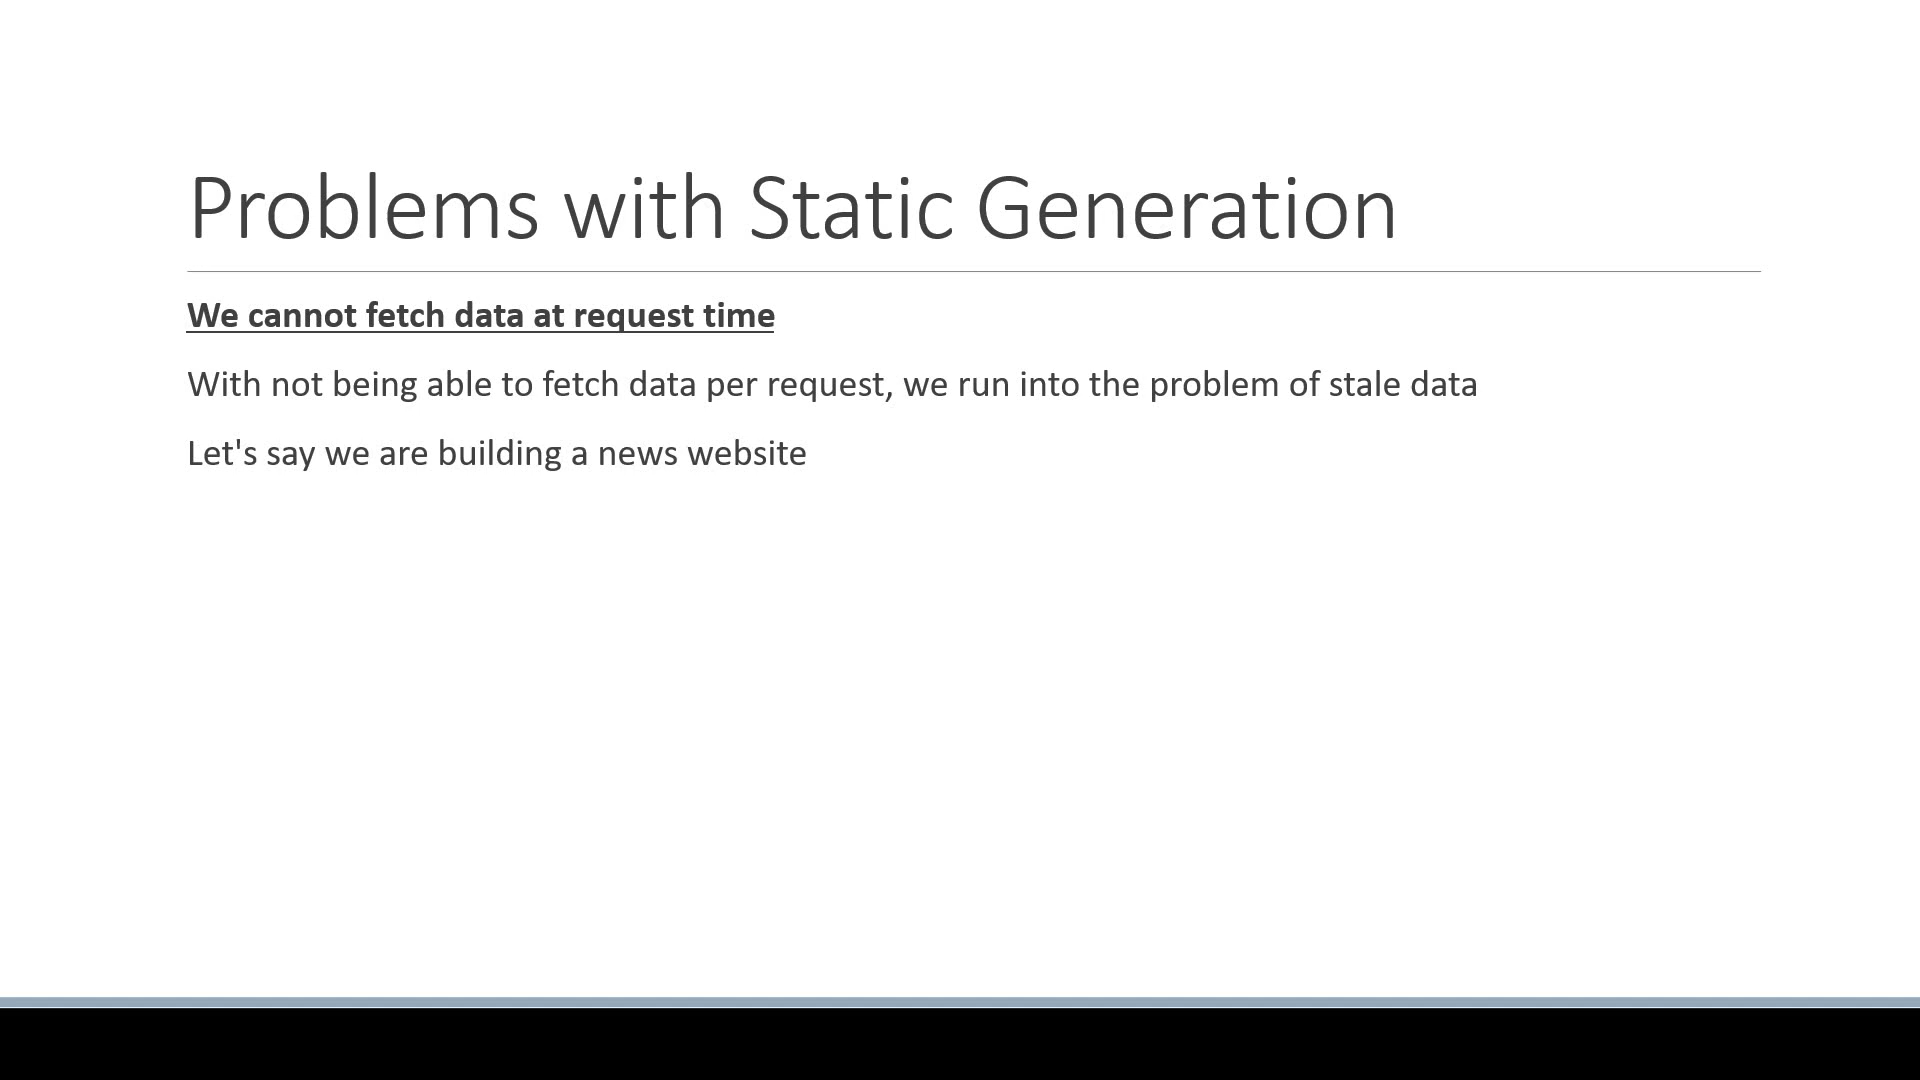 Problems with Static Generation
We cannot fetch data at request time
With not being able to fetch data per request, we run into the problem of stale data
Let's say we are building a news website